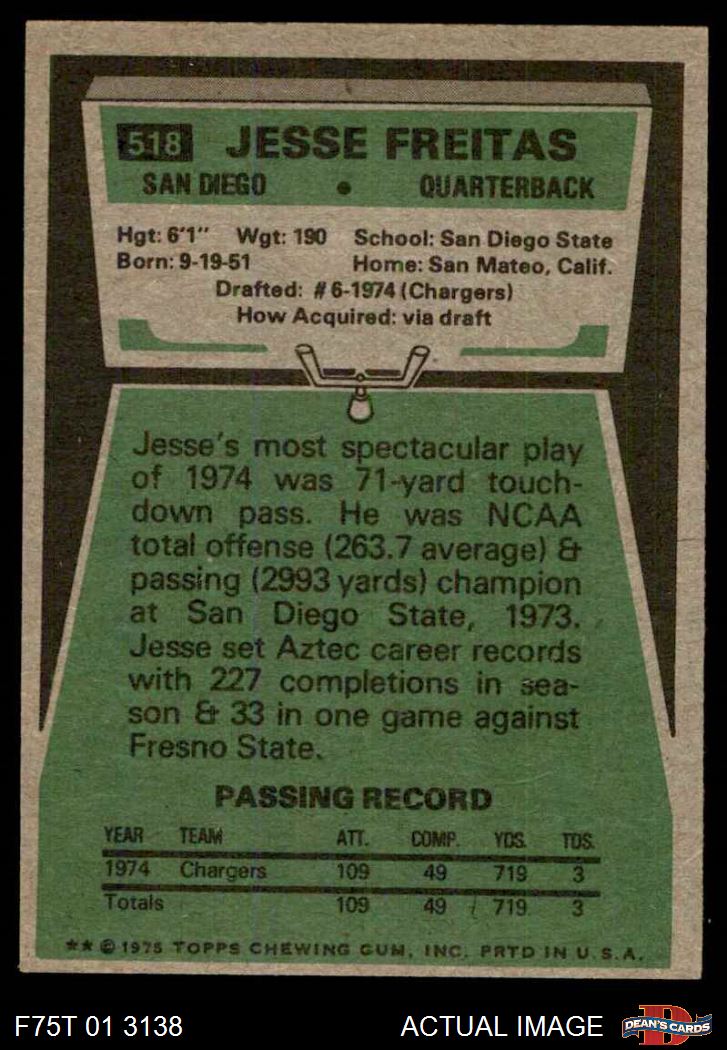 518 JESSE FREITAS
SAN DIEGO • QUARTERBACK
Hgt: 6'1" Wgt: 190 School: San Diego State
Born: 9-19-51 Home: San Mateo, Calif.
Drafted: #6-1974 (Chargers)
How Acquired: via draft
Jesse's most spectacular play
of 1974 was 71-yard touch-
down pass. He was NCAA
total offense (263.7 average) &
passing (2993 yards) champion
at San Diego State, 1973.
Jesse set Aztec career records
with 227 completions in sea-
son & 33 in one game against
Fresno State.
PASSING RECORD
YEAR TEAM ATT. COMP. YDS. TDS.
1974 Chargers 109 49 719 3
Totals 109 49 719 3
** © 1975 TOPPS CHEWING GUM, INC. PRTD IN U.S.A.
F75T 01 3138 ACTUAL IMAGE D DEAN'S CARDS